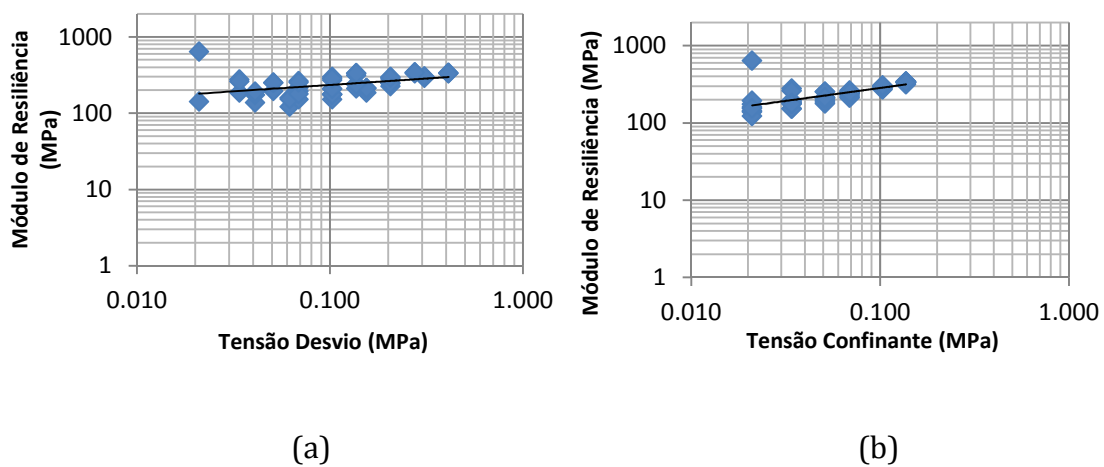 Módulo de Resiliência
(MPa)
1000
100
10
1
0.010
0.100
1.000
Tensão Desvio (MPa)
(a)
Módulo de Resiliência (MPa)
1000
100
10
1
0.010
0.100
1.000
Tensão Confinante (MPa)
(b)